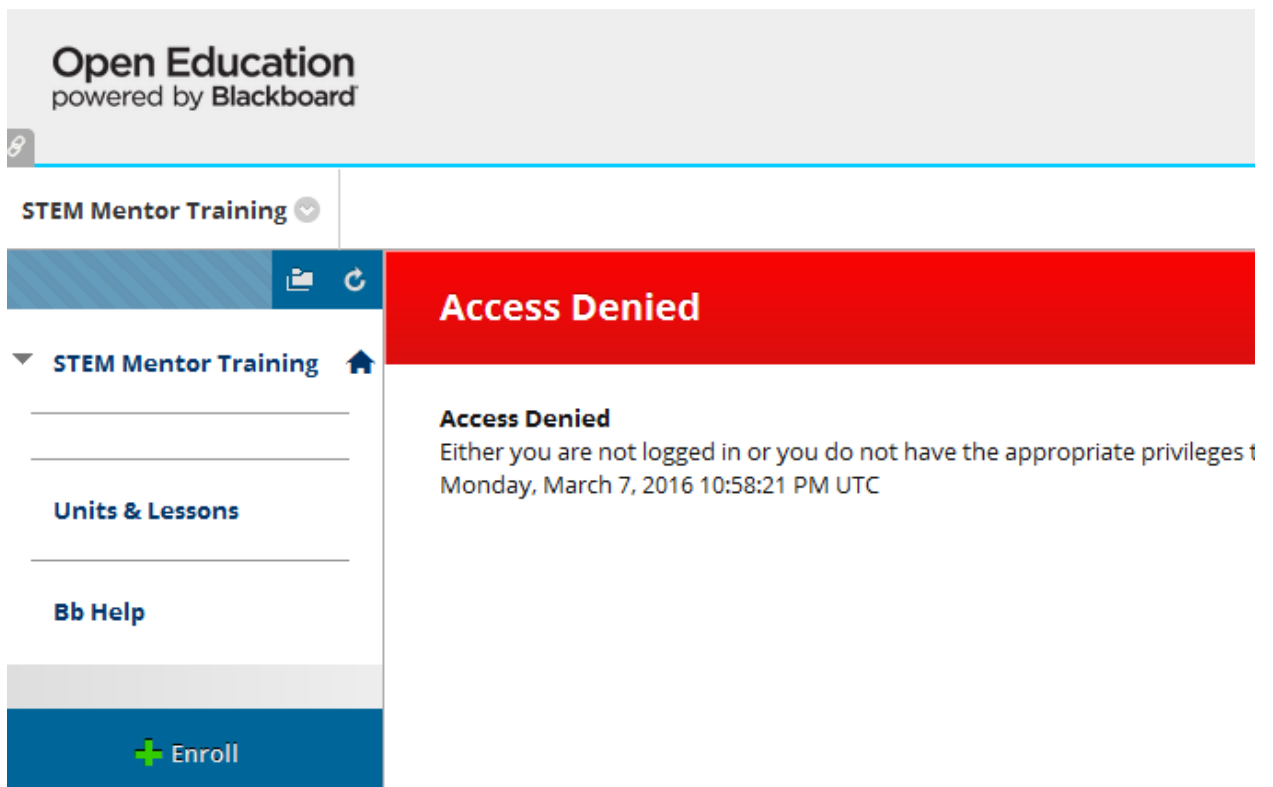 Open Education
powered by Blackboard
STEM Mentor Training
Access Denied
STEM Mentor Training
Access Denied
Either you are not logged in or you do not have the appropriate privileges t
Monday, March 7, 2016 10:58:21 PM UTC
Units & Lessons
Bb Help
Enroll